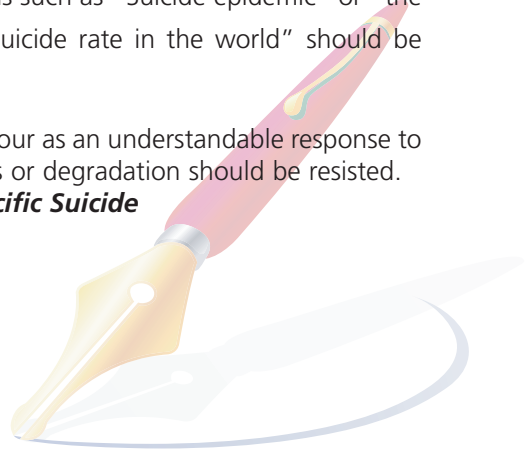 such as "Suicide epidemic" or "the
uicide rate in the world" should be
our as an understandable response to
s or degradation should be resisted.
cific Suicide